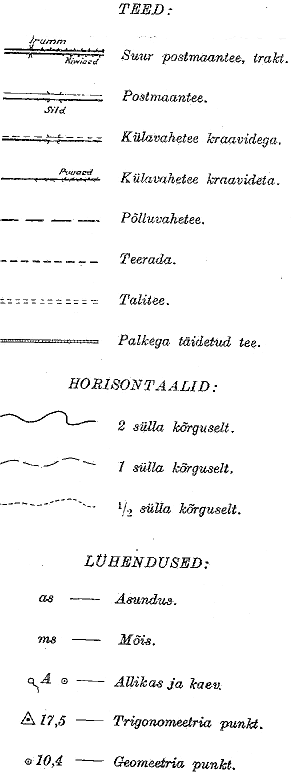 TEED:
Trumm
Suur postmaantee, trakt.
Kiviaed
Postmaantee.
Sild
Külavahetee kraavidega.
Puuaed
Külavahetee kraavideta.
Põlluvahetee.
Teerada.
Talitee.
Palkega täidetud tee.
HORISONTAALID:
2 sülla kõrguselt.
1 sülla kõrguselt.
1/2 sülla kõrguselt.
LÜHENDUSED:
as — Asundus.
ms — Mõis.
A — Allikas ja kaev.
17,5 — Trigonomeetria punkt.
10,4 — Geomeetria punkt.